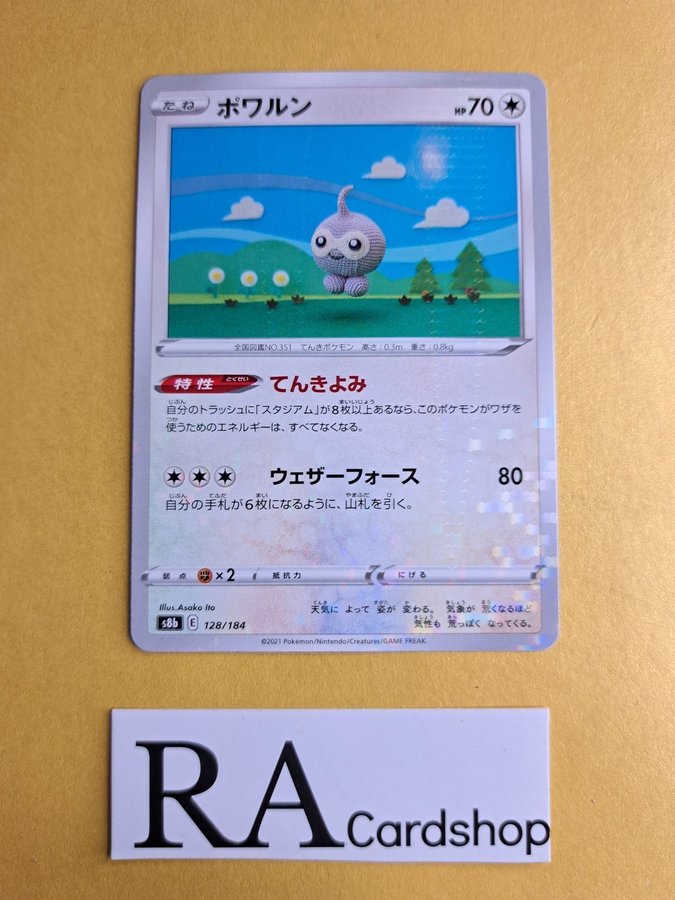 たね ポワルン HP70
全国図鑑NO.351 てんきポケモン 高さ:0.3m 重さ:0.8kg
特性 とくせい てんきよみ
自分のトラッシュに「スタジアム」が8枚以上あるなら、このポケモンがワザを
使うためのエネルギーは、すべてなくなる。
ウェザーフォース 80
自分の手札が6枚になるように、山札を引く。
弱点 ×2 抵抗力 にげる
Illus.Asako Ito
天気に よって 姿が 変わる。 気象が 荒くなるほど
気性も 荒っぽく なってくる。
s8b E 128/184
©2021 Pokémon/Nintendo/Creatures/GAME FREAK.
RA Cardshop